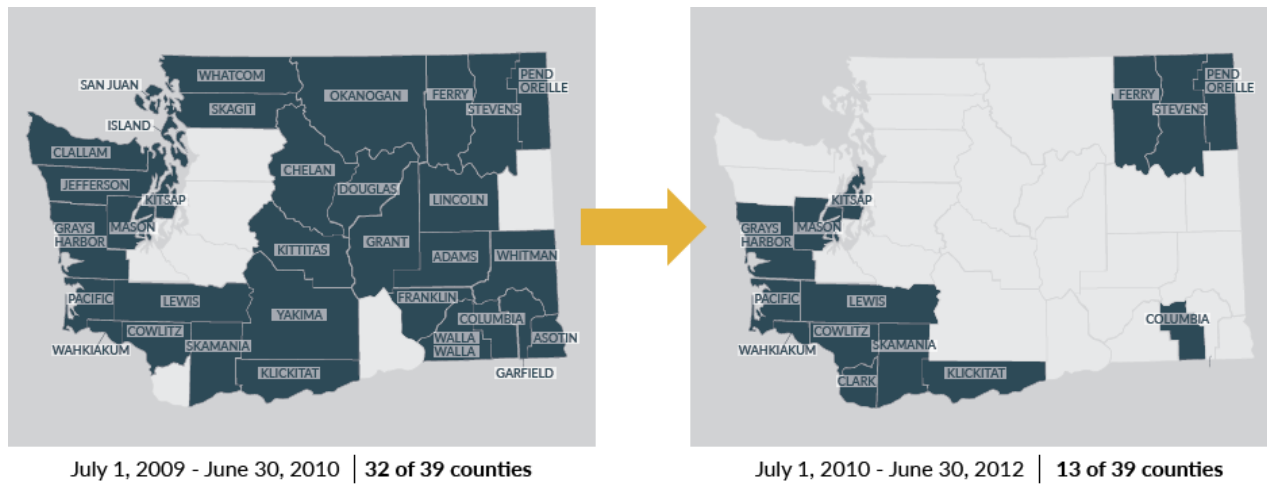 SAN JUAN
WHATCOM
SKAGIT
ISLAND
OKANOGAN
FERRY
STEVENS
PEND
OREILLE
CLALLAM
JEFFERSON
KITSAP
CHELAN
DOUGLAS
LINCOLN
GRAYS
HARBOR
MASON
KITTITAS
GRANT
ADAMS
WHITMAN
PACIFIC
LEWIS
YAKIMA
FRANKLIN
COLUMBIA
WAHKIAKUM
COWLITZ
SKAMANIA
WALLA
WALLA
ASOTIN
KLICKITAT
GARFIELD
July 1, 2009 - June 30, 2010 | 32 of 39 counties
FERRY
STEVENS
PEND
OREILLE
KITSAP
GRAYS
HARBOR
MASON
PACIFIC
LEWIS
WAHKIAKUM
COWLITZ
SKAMANIA
COLUMBIA
CLARK
KLICKITAT
July 1, 2010 - June 30, 2012 | 13 of 39 counties